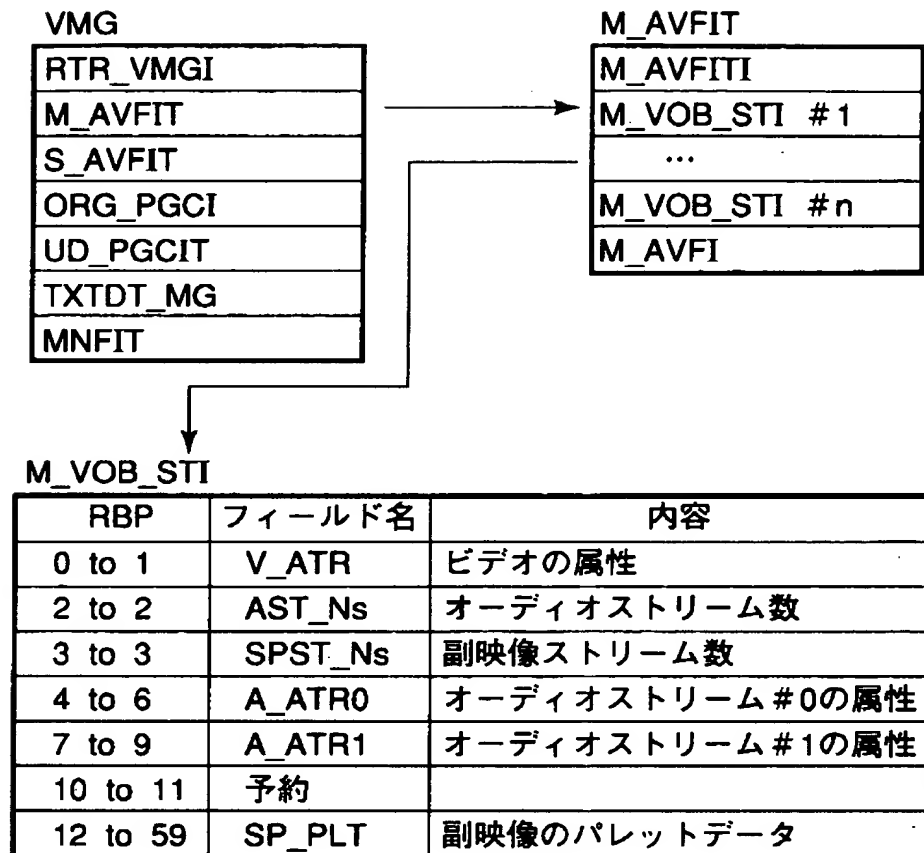 VMG
RTR_VMGI
M_AVFIT
S_AVFIT
ORG_PGCI
UD_PGCIT
TXTDT_MG
MNFIT
M_AVFIT
M_AVFITI
M_VOB_STI #1
…
M_VOB_STI #n
M_AVFI
M_VOB_STI
RBP フィールド名 内容
0 to 1 V_ATR ビデオの属性
2 to 2 AST_Ns オーディオストリーム数
3 to 3 SPST_Ns 副映像ストリーム数
4 to 6 A_ATR0 オーディオストリーム#0の属性
7 to 9 A_ATR1 オーディオストリーム#1の属性
10 to 11 予約
12 to 59 SP_PLT 副映像のパレットデータ